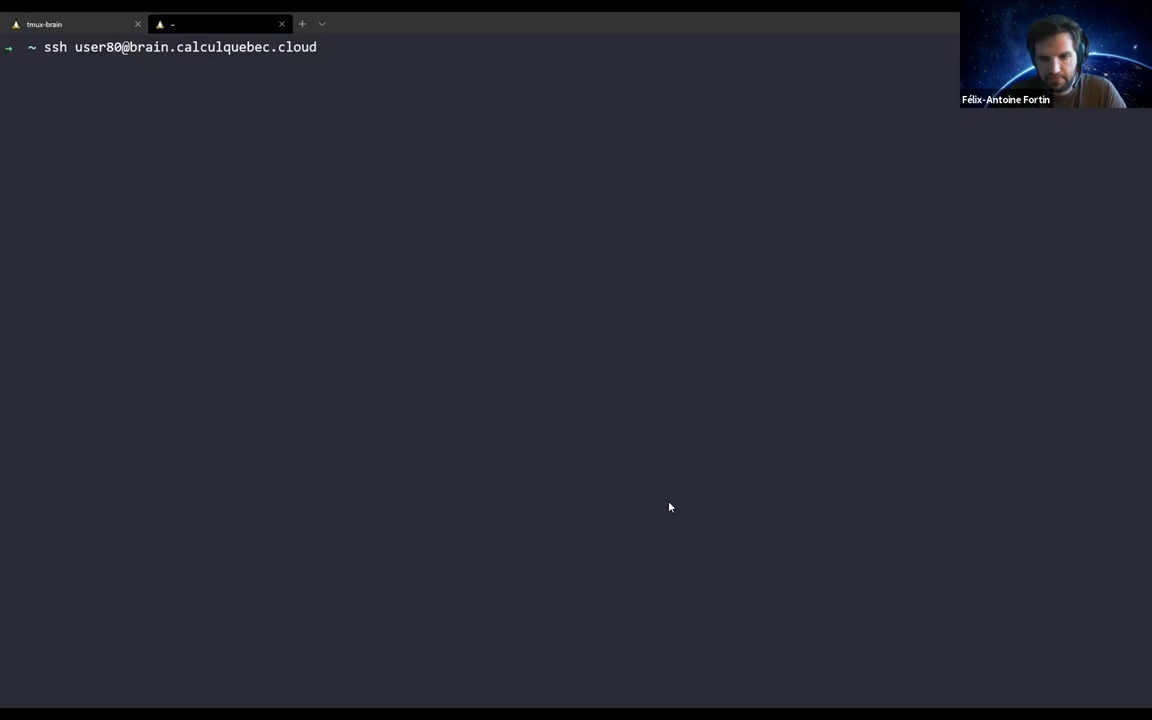 tmux-brain
~
→ ~ ssh user80@brain.calculquebec.cloud
Félix-Antoine Fortin